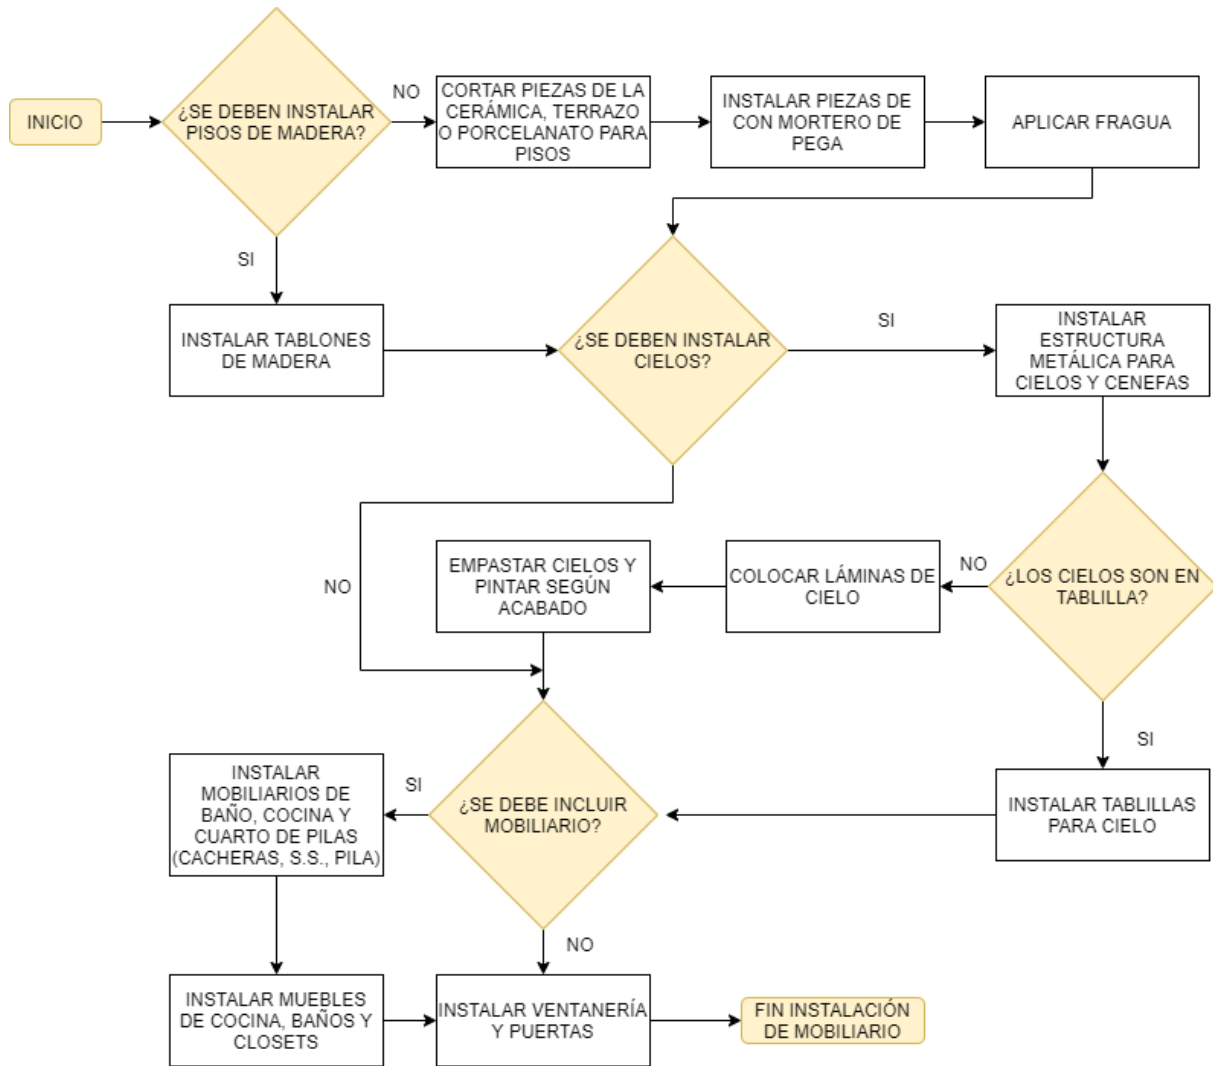 INICIO
¿SE DEBEN INSTALAR
PISOS DE MADERA?
NO
CORTAR PIEZAS DE LA
CERÁMICA, TERRAZO
O PORCELANATO PARA
PISOS
INSTALAR PIEZAS DE
CON MORTERO DE
PEGA
APLICAR FRAGUA
SI
INSTALAR TABLONES
DE MADERA
¿SE DEBEN INSTALAR
CIELOS?
SI
INSTALAR
ESTRUCTURA
METÁLICA PARA
CIELOS Y CENEFAS
NO
EMPASTAR CIELOS Y
PINTAR SEGÚN
ACABADO
COLOCAR LÁMINAS DE
CIELO
NO
¿LOS CIELOS SON EN
TABLILLA?
SI
INSTALAR
MOBILIARIOS DE
BAÑO, COCINA Y
CUARTO DE PILAS
(CACHERAS, S.S., PILA)
SI
¿SE DEBE INCLUIR
MOBILIARIO?
INSTALAR TABLILLAS
PARA CIELO
NO
INSTALAR MUEBLES
DE COCINA, BAÑOS Y
CLOSETS
INSTALAR VENTANERÍA
Y PUERTAS
FIN INSTALACIÓN
DE MOBILIARIO